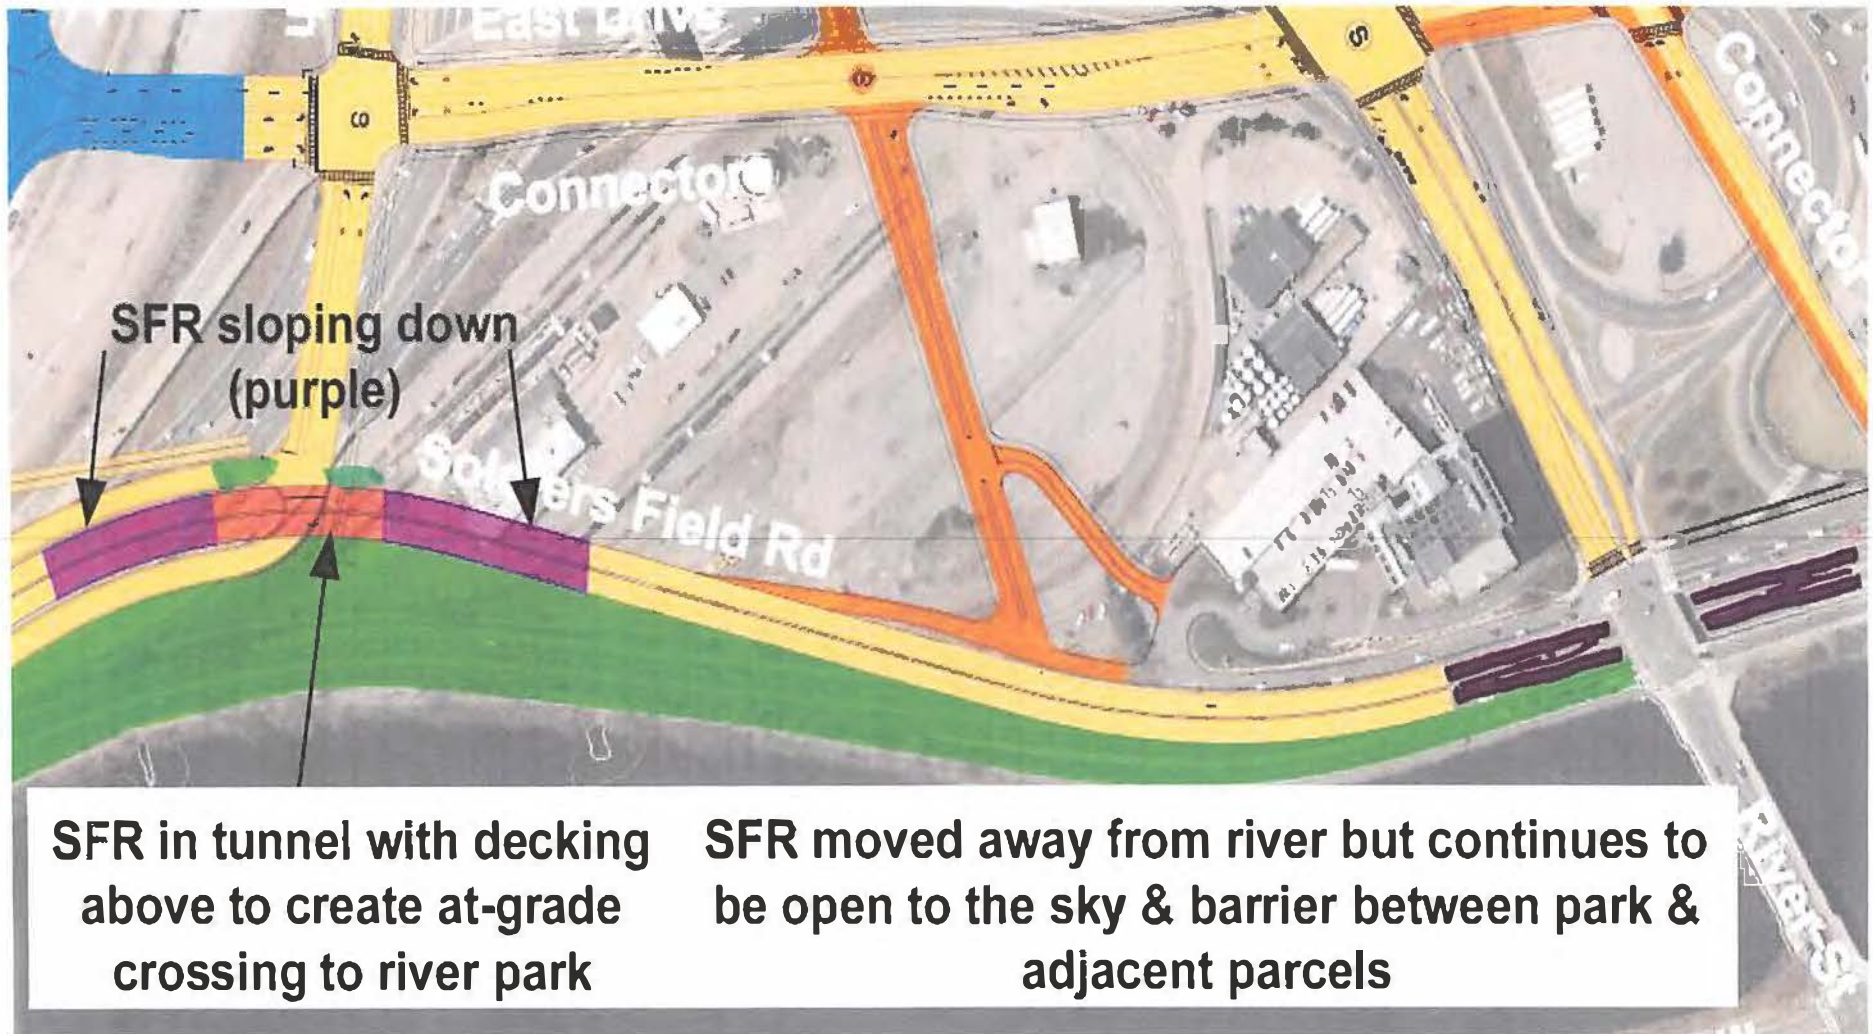 East Drive
Connectors
Connector
SFR sloping down
(purple)
Soldiers Field Rd
SFR in tunnel with decking
above to create at-grade
crossing to river park
SFR moved away from river but continues to
be open to the sky & barrier between park &
adjacent parcels
River St